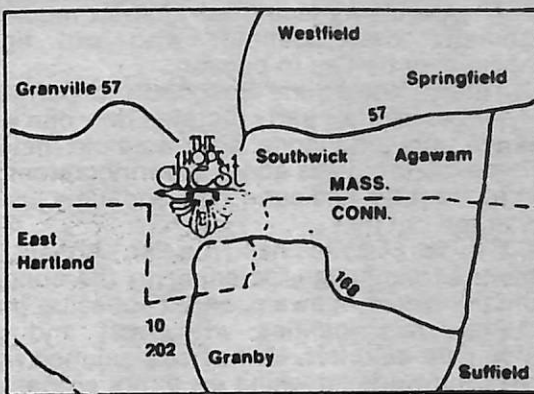 Westfield
Granville 57
Springfield
57
THE
HOPE
ChEst
Southwick
Agawam
MASS.
CONN.
East
Hartland
168
10
202
Granby
Suffield